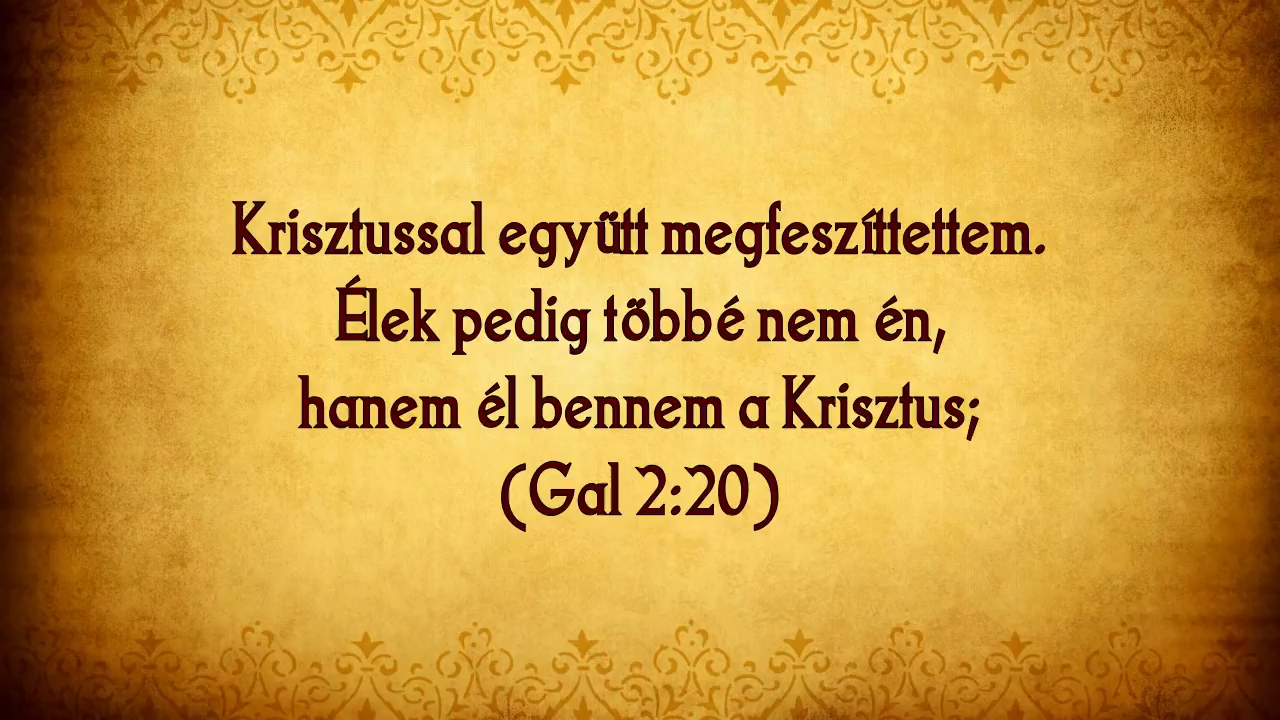 Krisztussal együtt megfeszíttettem.
Élek pedig többé nem én,
hanem él bennem a Krisztus;
(Gal 2:20)